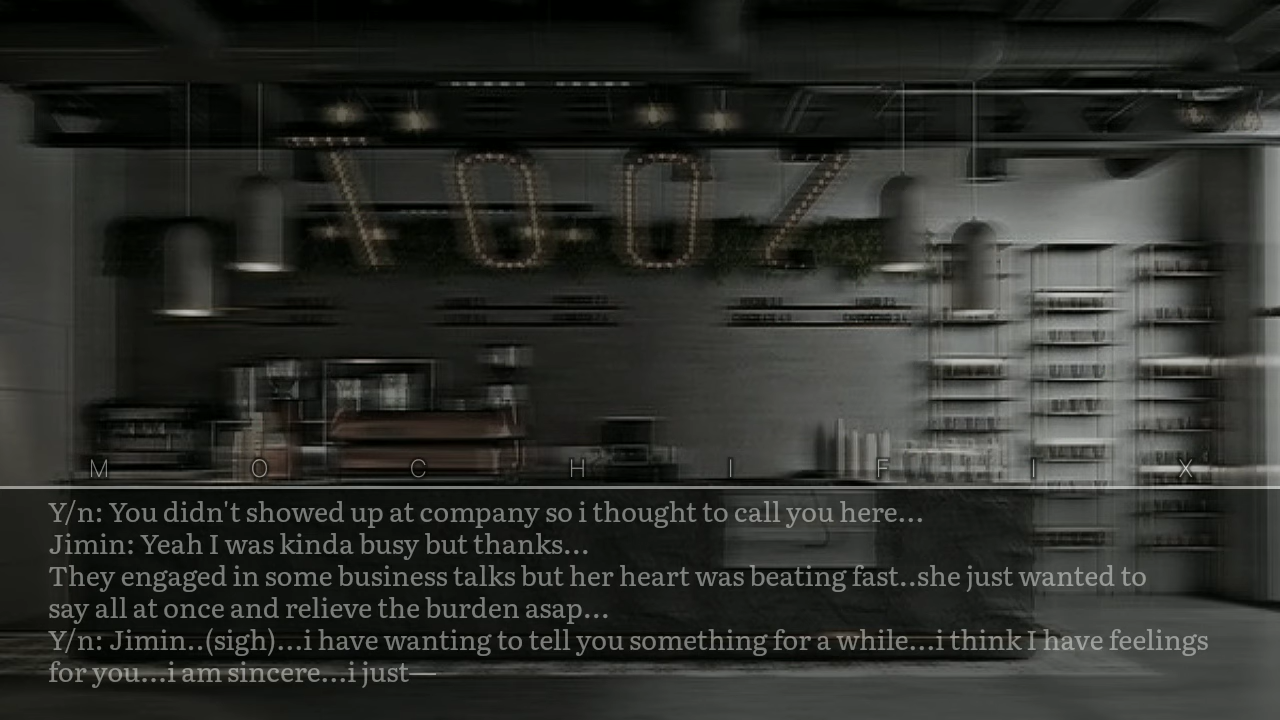 TOOZ
M O C H I F I X
Y/n: You didn't showed up at company so i thought to call you here...
Jimin: Yeah I was kinda busy but thanks...
They engaged in some business talks but her heart was beating fast..she just wanted to
say all at once and relieve the burden asap...
Y/n: Jimin..(sigh)...i have wanting to tell you something for a while...i think I have feelings
for you...i am sincere...i just—